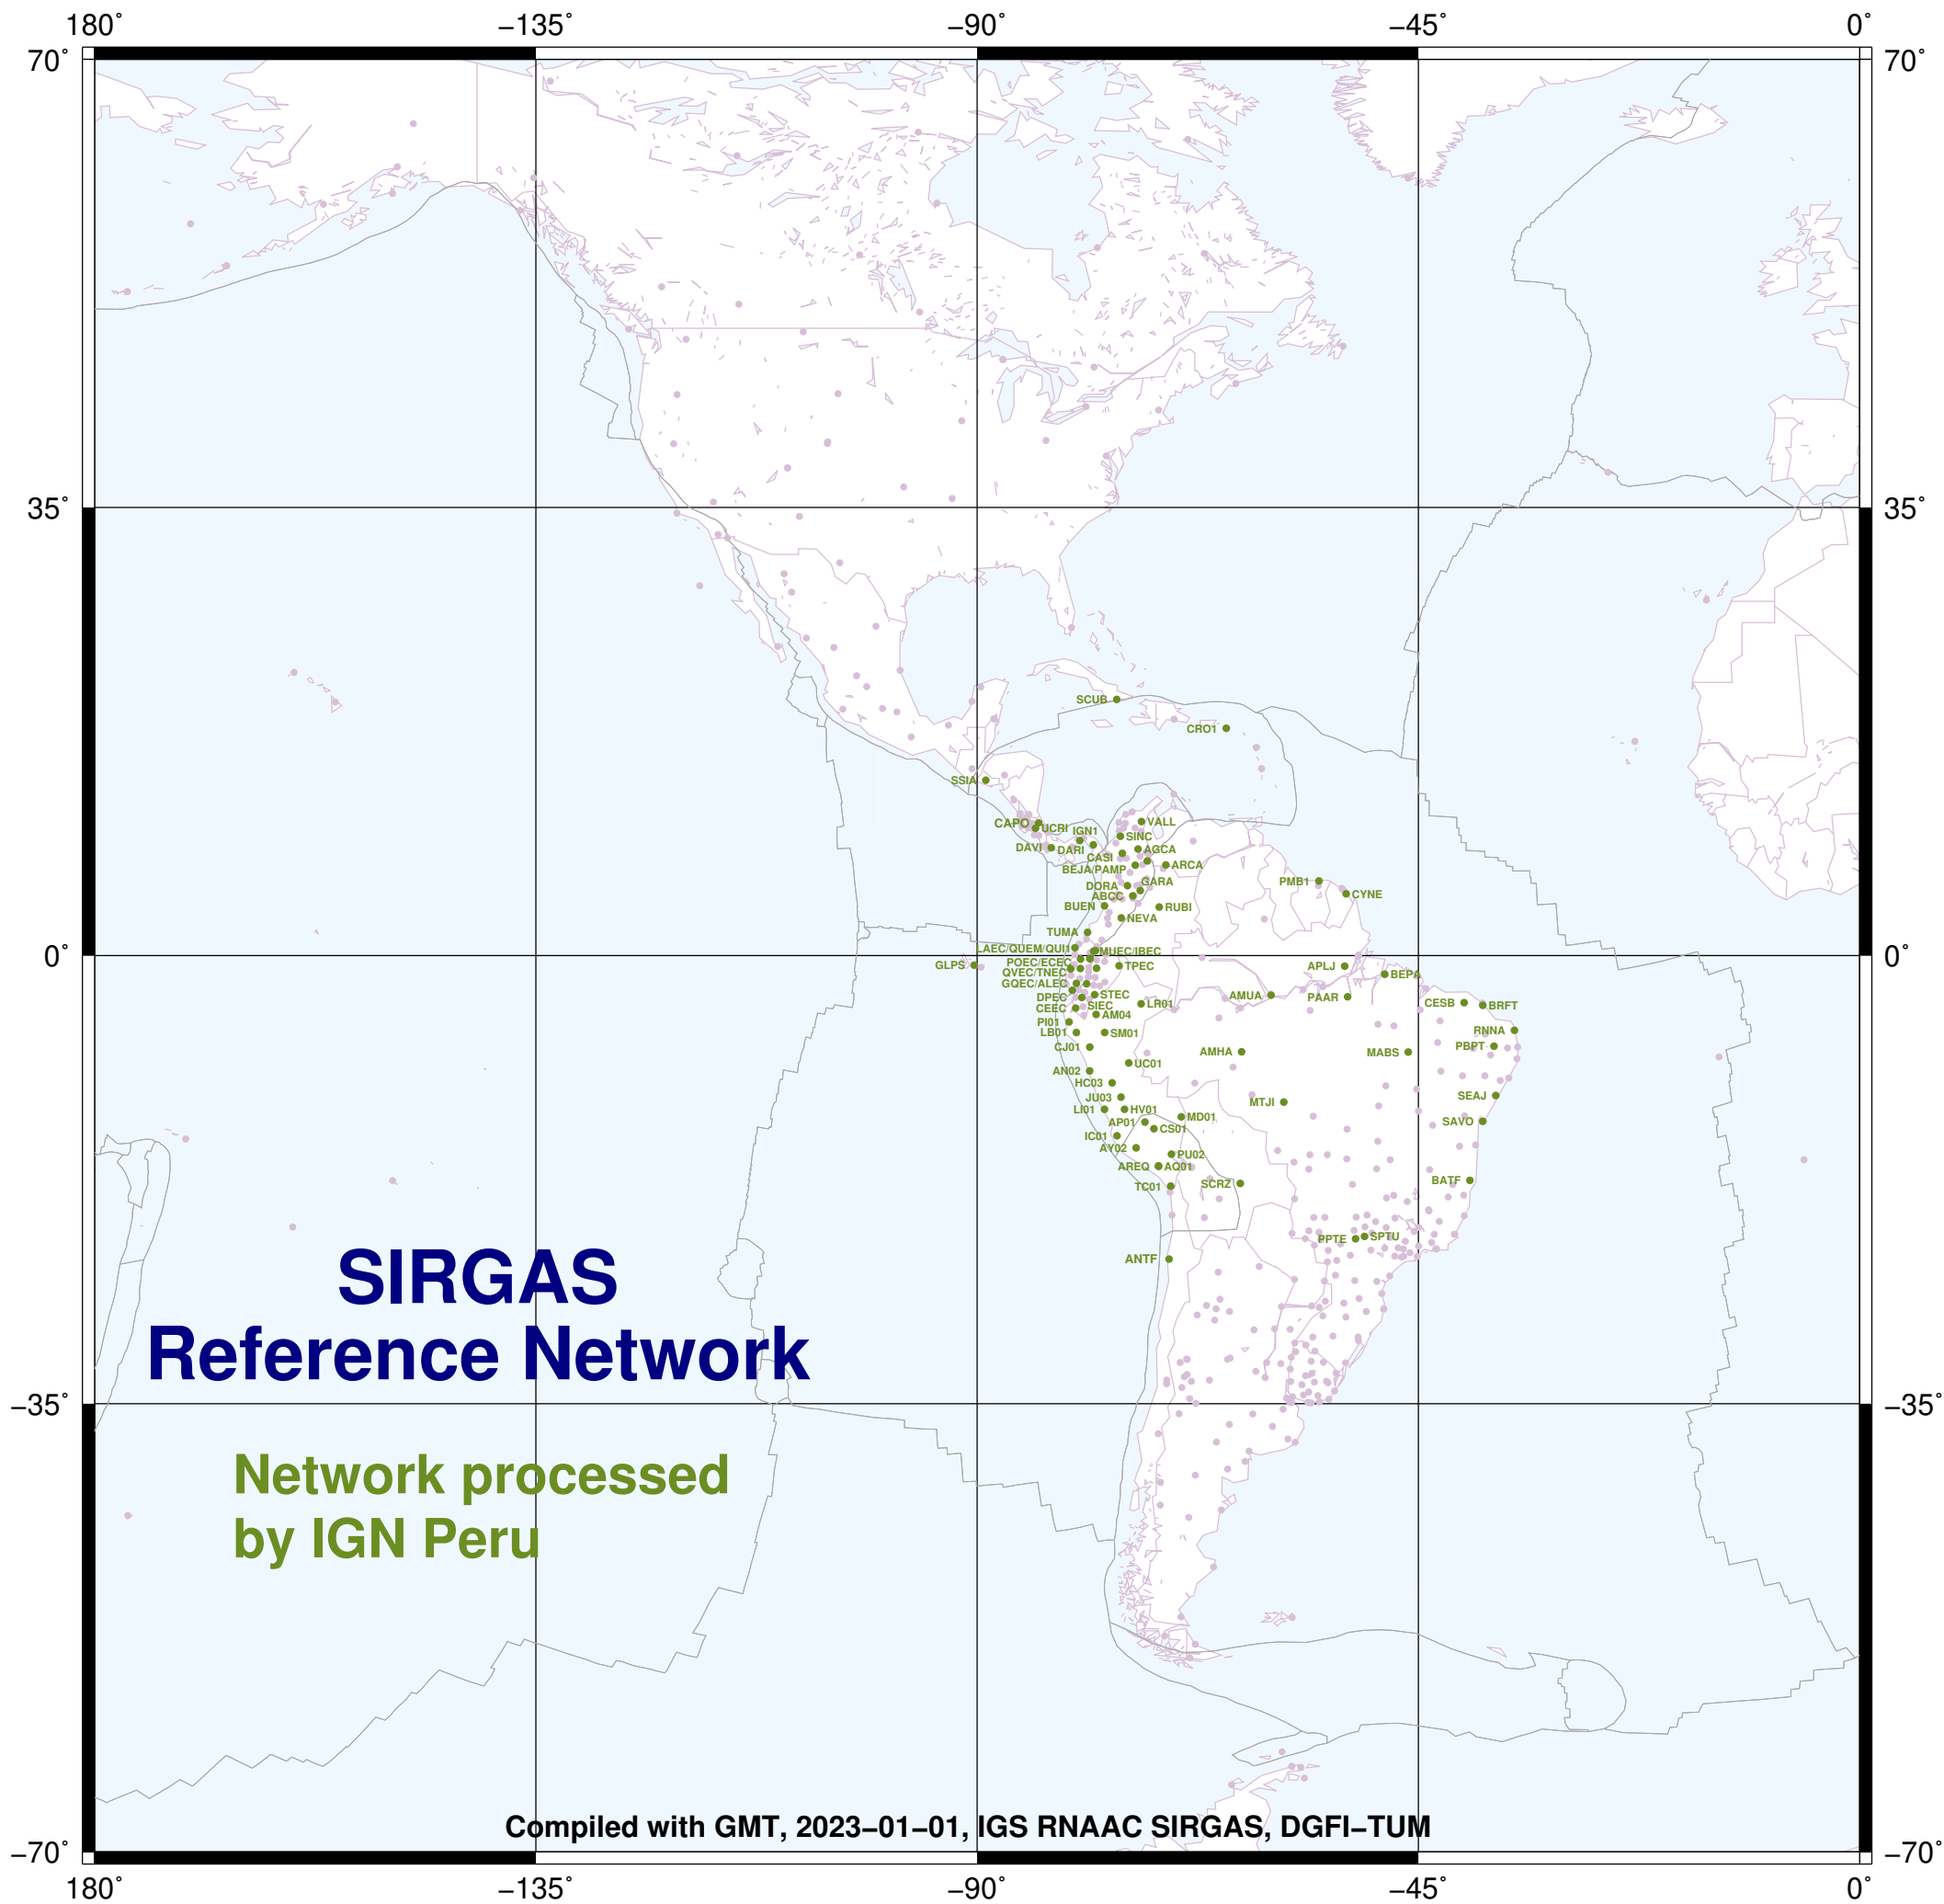 180° −135° −90° −45° 0°
70° 70°
35° 35°
SCUB
CRO1
SSIA
CAPO UCRI IGN1 VALL
SINC
DAVI DARI CASI AGCA
BEJA/PAMP ARCA
DORA GARA PMB1
ABCC CYNE
BUEN RUBI
NEVA
TUMA
LAEC/QUEM/QUI1 MUEC/IBEC
0° 0°
GLPS POEC/ECEC TPEC APLJ
QVEC/TNEC BEPA
GQEC/ALEC
DPEC STEC AMUA PAAR
CEEC SIEC LR01 CESB BRFT
PI01 AM04
LB01 SM01 RNNA
CJ01 AMHA MABS PBPT
UC01
AN02
HC03
JU03 MTJI SEAJ
LI01 HV01
AP01 MD01 SAVO
IC01 CS01
AY02 PU02
AREQ AQ01
TC01 SCRZ BATF
PPTE SPTU
ANTF
SIRGAS
Reference Network
−35° −35°
Network processed
by IGN Peru
Compiled with GMT, 2023−01−01, IGS RNAAC SIRGAS, DGFI−TUM
−70° −70°
180° −135° −90° −45° 0°